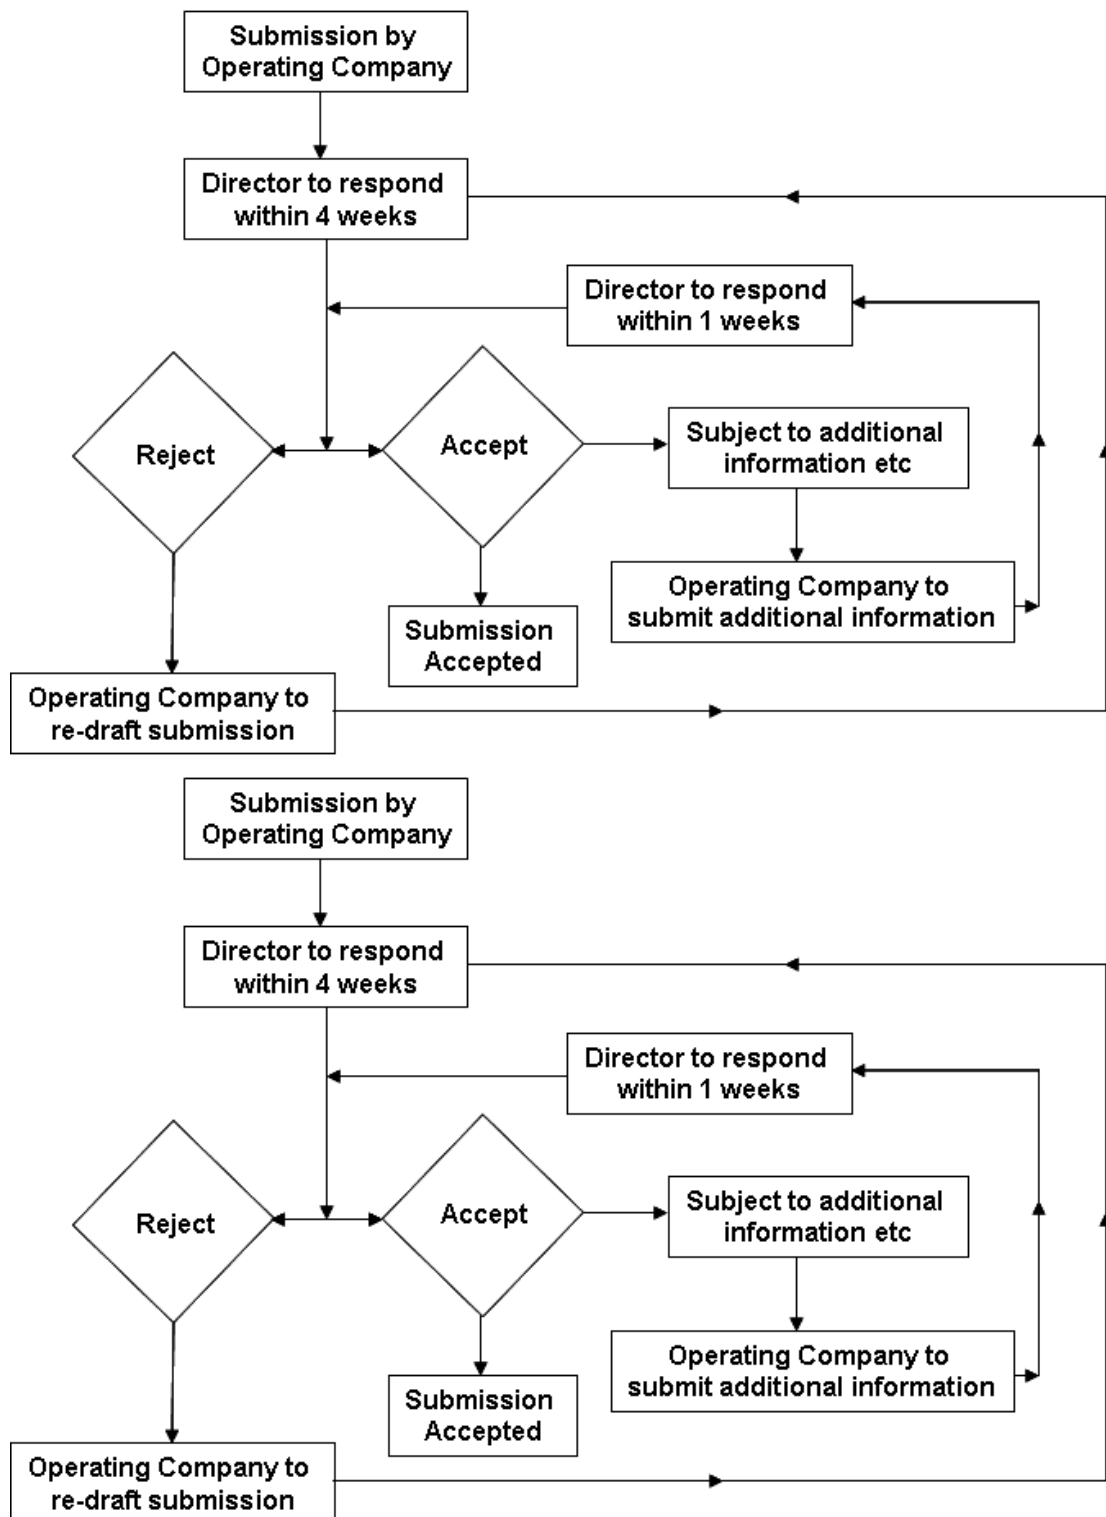 Submission by
Operating Company
Director to respond
within 4 weeks
Director to respond
within 1 weeks
Reject
Accept
Subject to additional
information etc
Operating Company to
submit additional information
Submission
Accepted
Operating Company to
re-draft submission
Submission by
Operating Company
Director to respond
within 4 weeks
Director to respond
within 1 weeks
Reject
Accept
Subject to additional
information etc
Operating Company to
submit additional information
Submission
Accepted
Operating Company to
re-draft submission